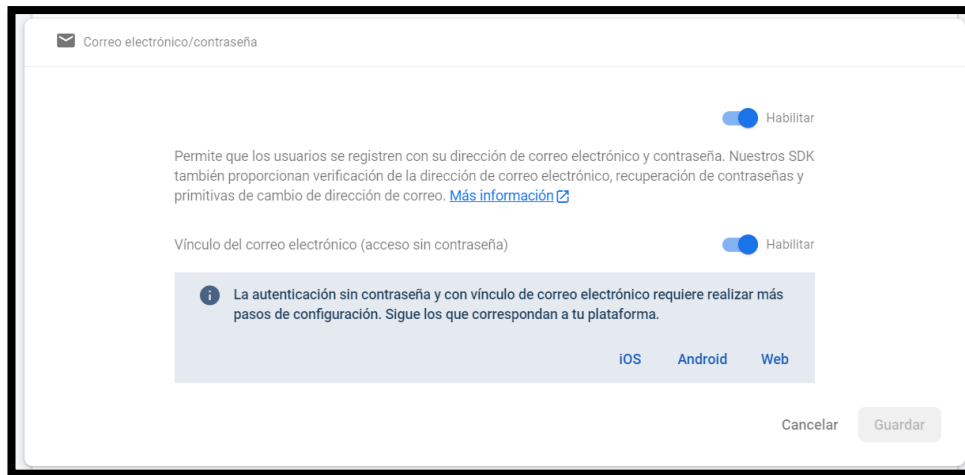 Correo electrónico/contraseña
Habilitar
Permite que los usuarios se registren con su dirección de correo electrónico y contraseña. Nuestros SDK
también proporcionan verificación de la dirección de correo electrónico, recuperación de contraseñas y
primitivas de cambio de dirección de correo. Más información
Vínculo del correo electrónico (acceso sin contraseña) Habilitar
La autenticación sin contraseña y con vínculo de correo electrónico requiere realizar más
pasos de configuración. Sigue los que correspondan a tu plataforma.
iOS Android Web
Cancelar Guardar